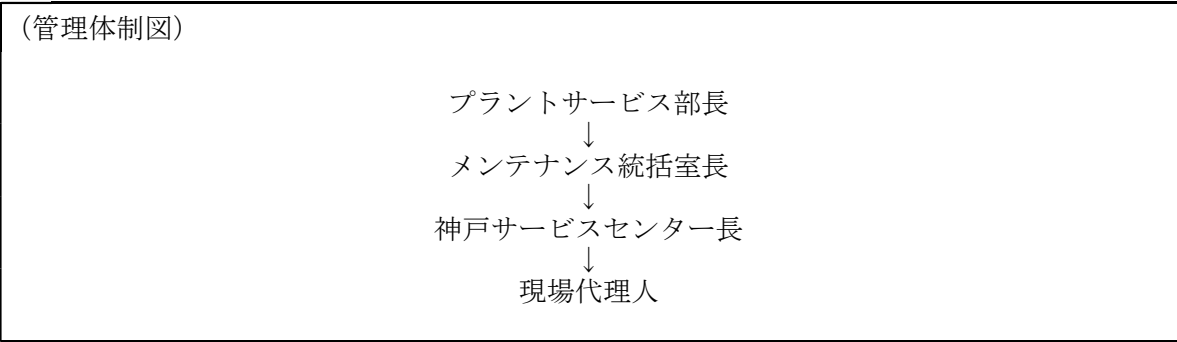 （管理体制図）
プラントサービス部長
↓
メンテナンス統括室長
↓
神戸サービスセンター長
↓
現場代理人